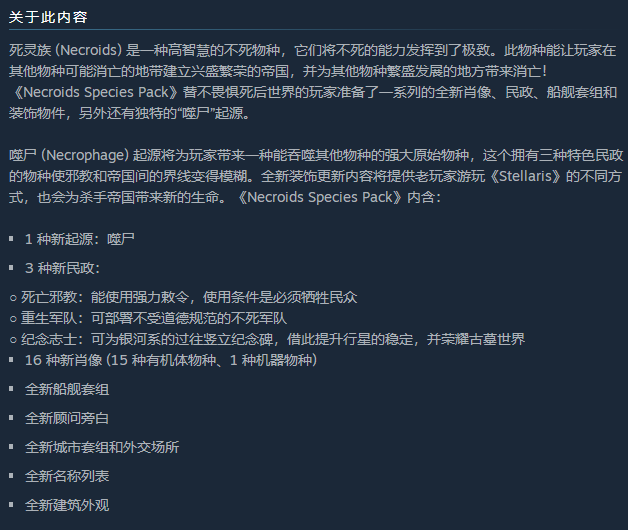 关于此内容
死灵族 (Necroids) 是一种高智慧的不死物种，它们将不死的能力发挥到了极致。此物种能让玩家在
其他物种可能消亡的地带建立兴盛繁荣的帝国，并为其他物种繁盛发展的地方带来消亡！
《Necroids Species Pack》替不畏惧死后世界的玩家准备了一系列的全新肖像、民政、船舰套组和
装饰物件，另外还有独特的“噬尸”起源。
噬尸 (Necrophage) 起源将为玩家带来一种能吞噬其他物种的强大原始物种，这个拥有三种特色民政
的物种使邪教和帝国间的界线变得模糊。全新装饰更新内容将提供老玩家游玩《Stellaris》的不同方
式，也会为杀手帝国带来新的生命。《Necroids Species Pack》内含：
▪ 1 种新起源：噬尸
▪ 3 种新民政：
○ 死亡邪教：能使用强力敕令，使用条件是必须牺牲民众
○ 重生军队：可部署不受道德规范的不死军队
○ 纪念志士：可为银河系的过往竖立纪念碑，借此提升行星的稳定，并荣耀古墓世界
▪ 16 种新肖像 (15 种有机体物种、1 种机器物种)
▪ 全新船舰套组
▪ 全新顾问旁白
▪ 全新城市套组和外交场所
▪ 全新名称列表
▪ 全新建筑外观